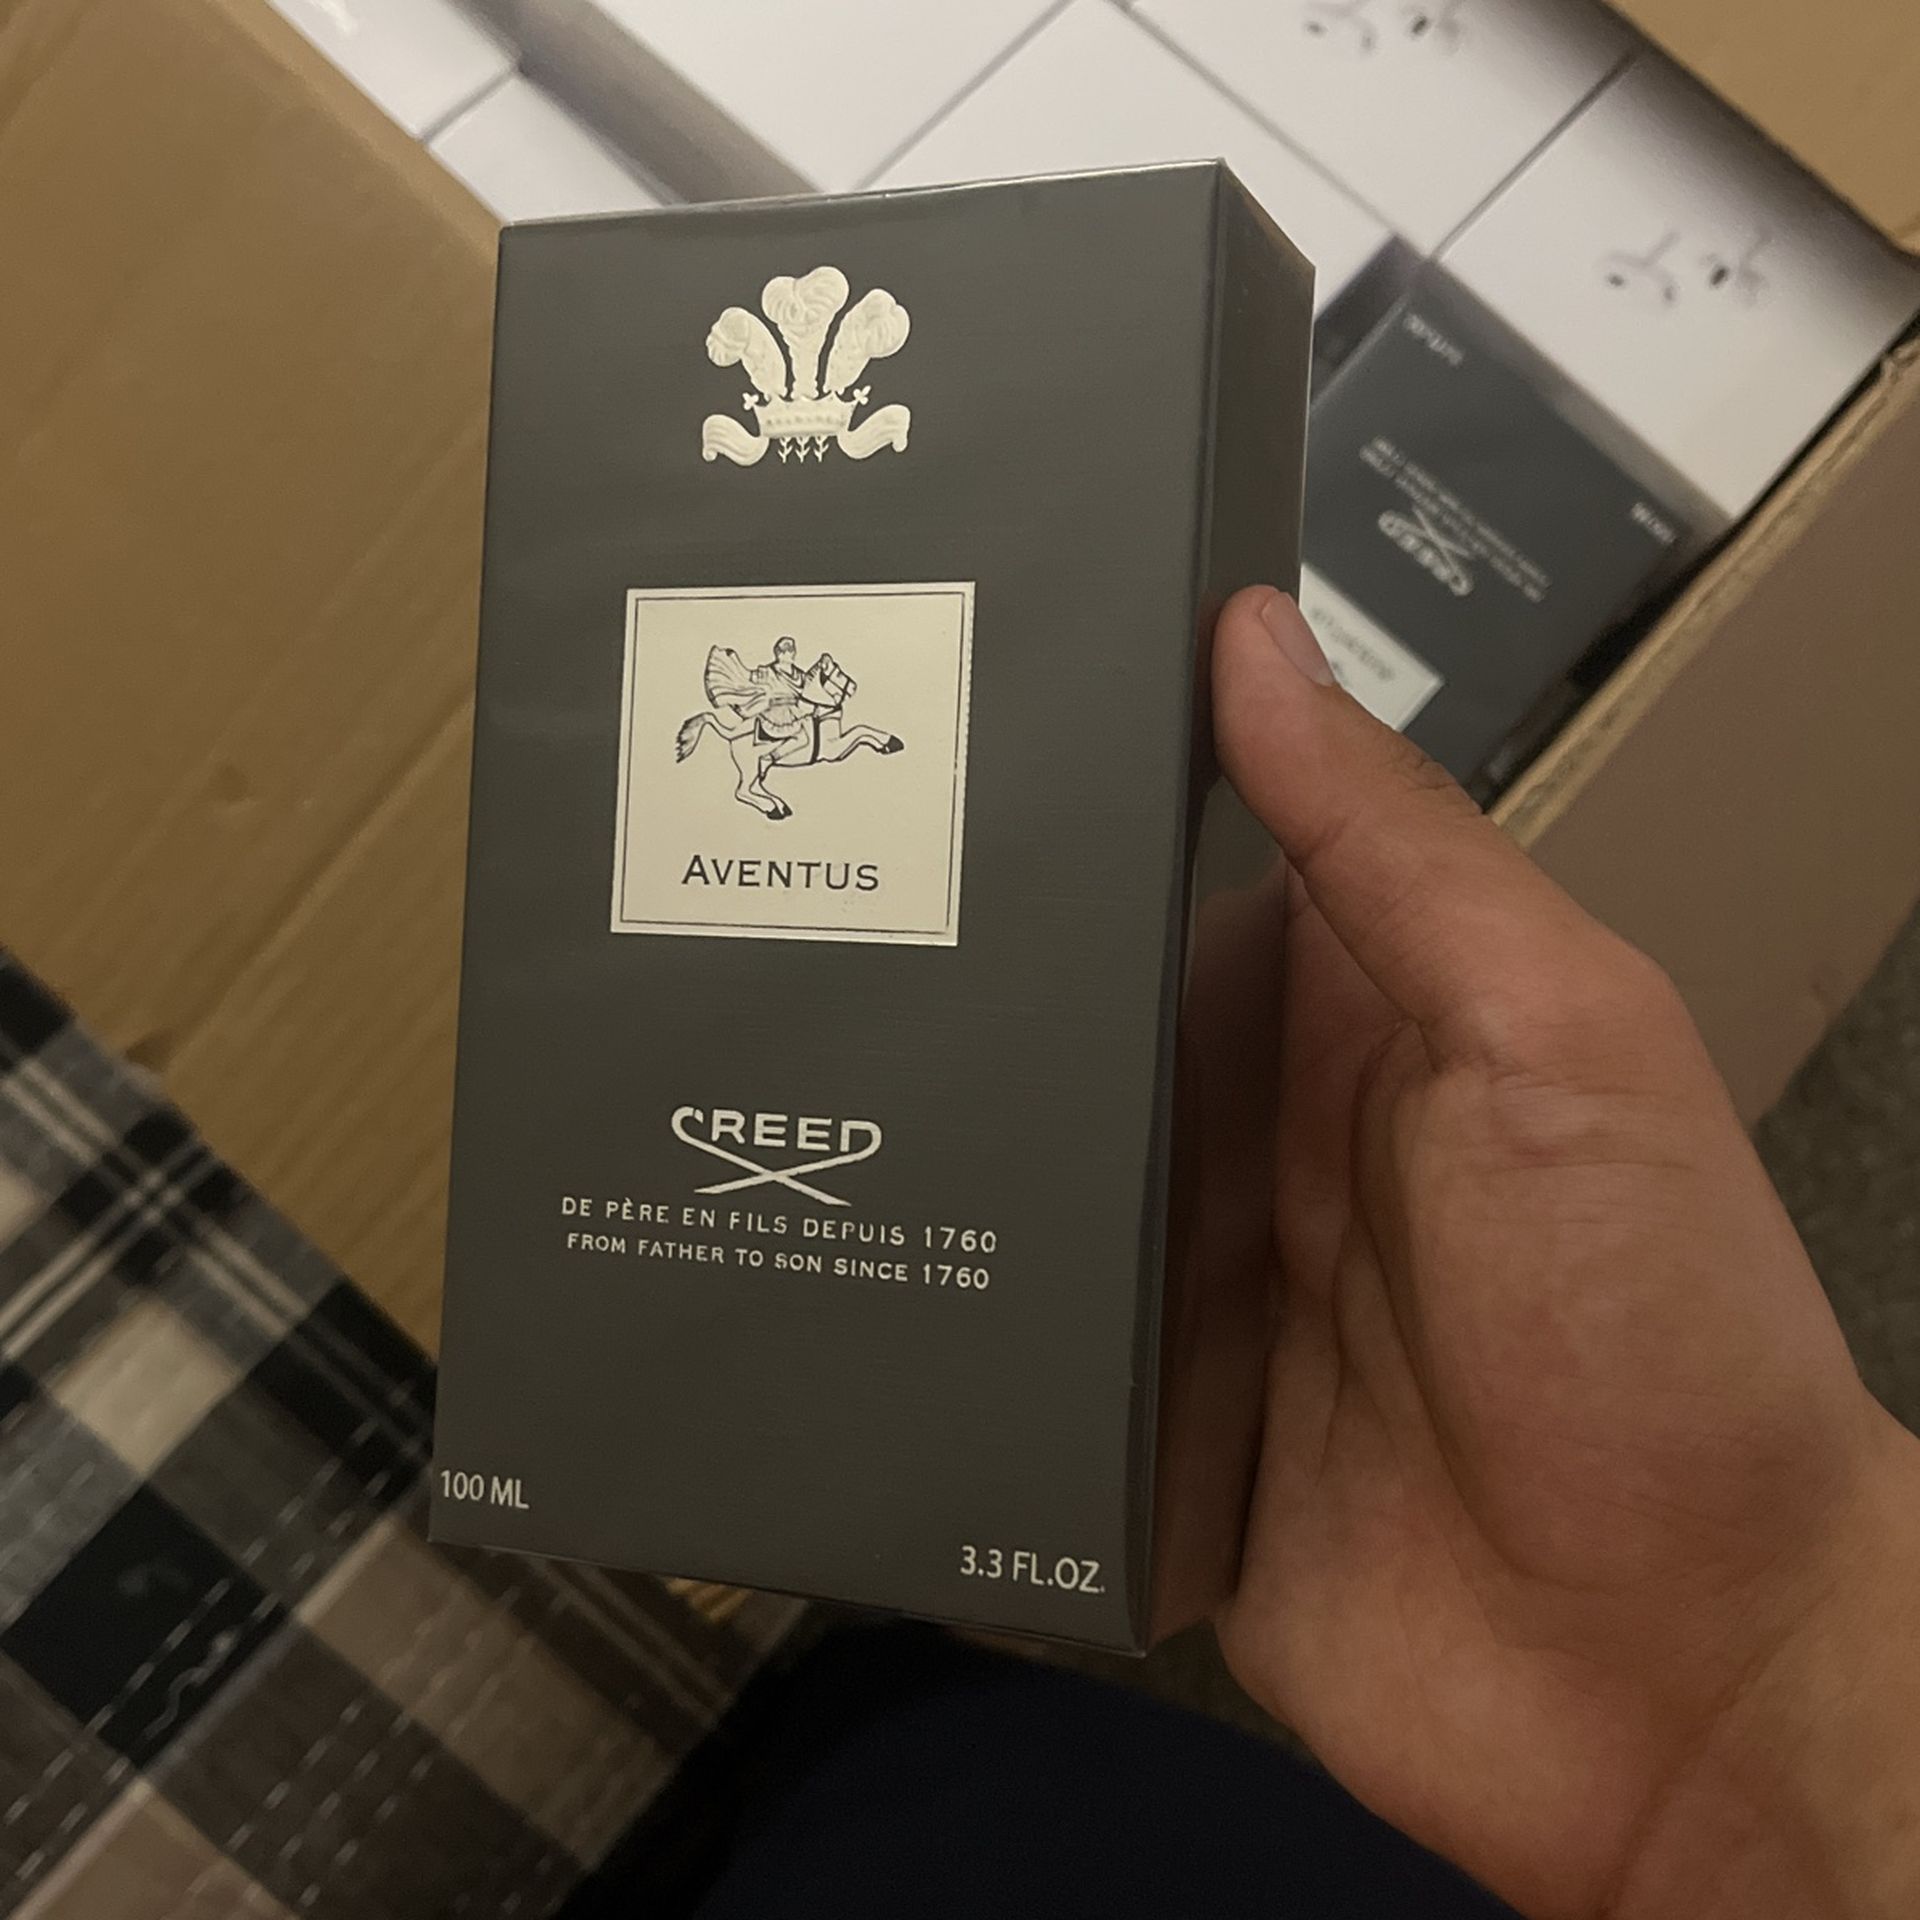 AVENTUS
CREED
DE PÈRE EN FILS DEPUIS 1760
FROM FATHER TO SON SINCE 1760
100 ML
3.3 FL.OZ.
CREED